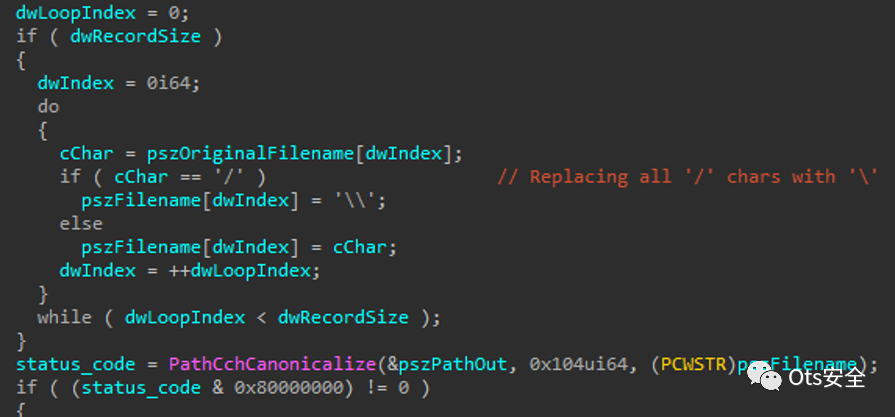 dwLoopIndex = 0;
if ( dwRecordSize )
{
dwIndex = 0i64;
do
{
cChar = pszOriginalFilename[dwIndex];
if ( cChar == '/' ) // Replacing all '/' chars with '\'
pszFilename[dwIndex] = '\\';
else
pszFilename[dwIndex] = cChar;
dwIndex = ++dwLoopIndex;
}
while ( dwLoopIndex < dwRecordSize );
}
status_code = PathCchCanonicalize(&pszPathOut, 0x104ui64, (PCWSTR)pszFilename);
if ( (status_code & 0x80000000) != 0 )
{
Ots安全